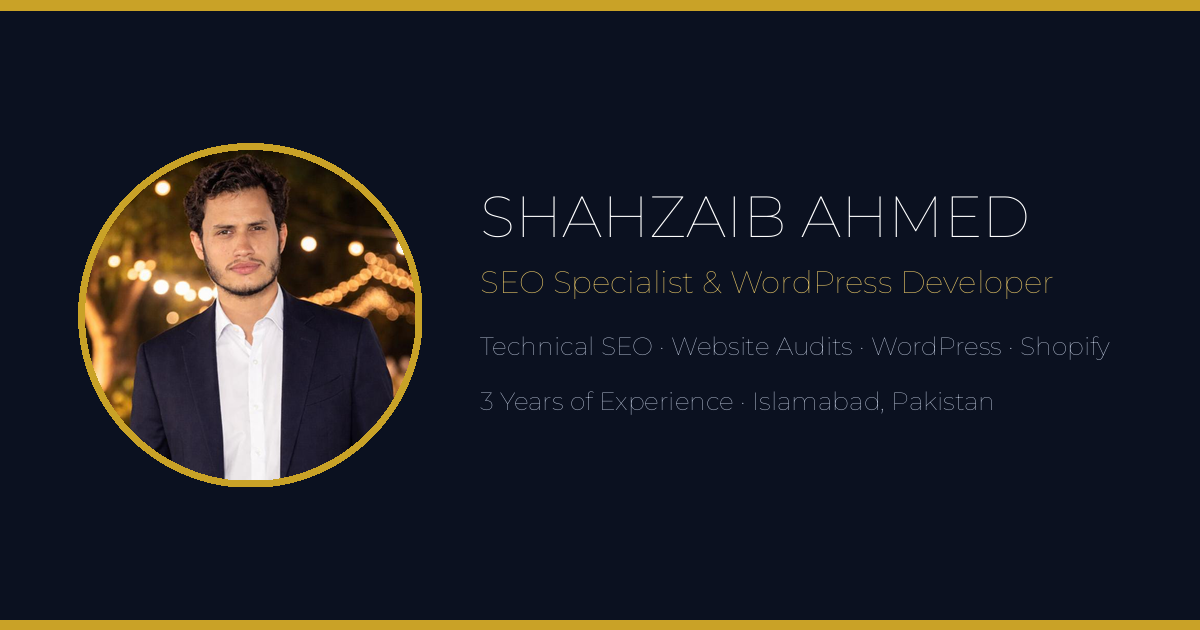 SHAHZAIB AHMED
SEO Specialist & WordPress Developer
Technical SEO · Website Audits · WordPress · Shopify
3 Years of Experience · Islamabad, Pakistan